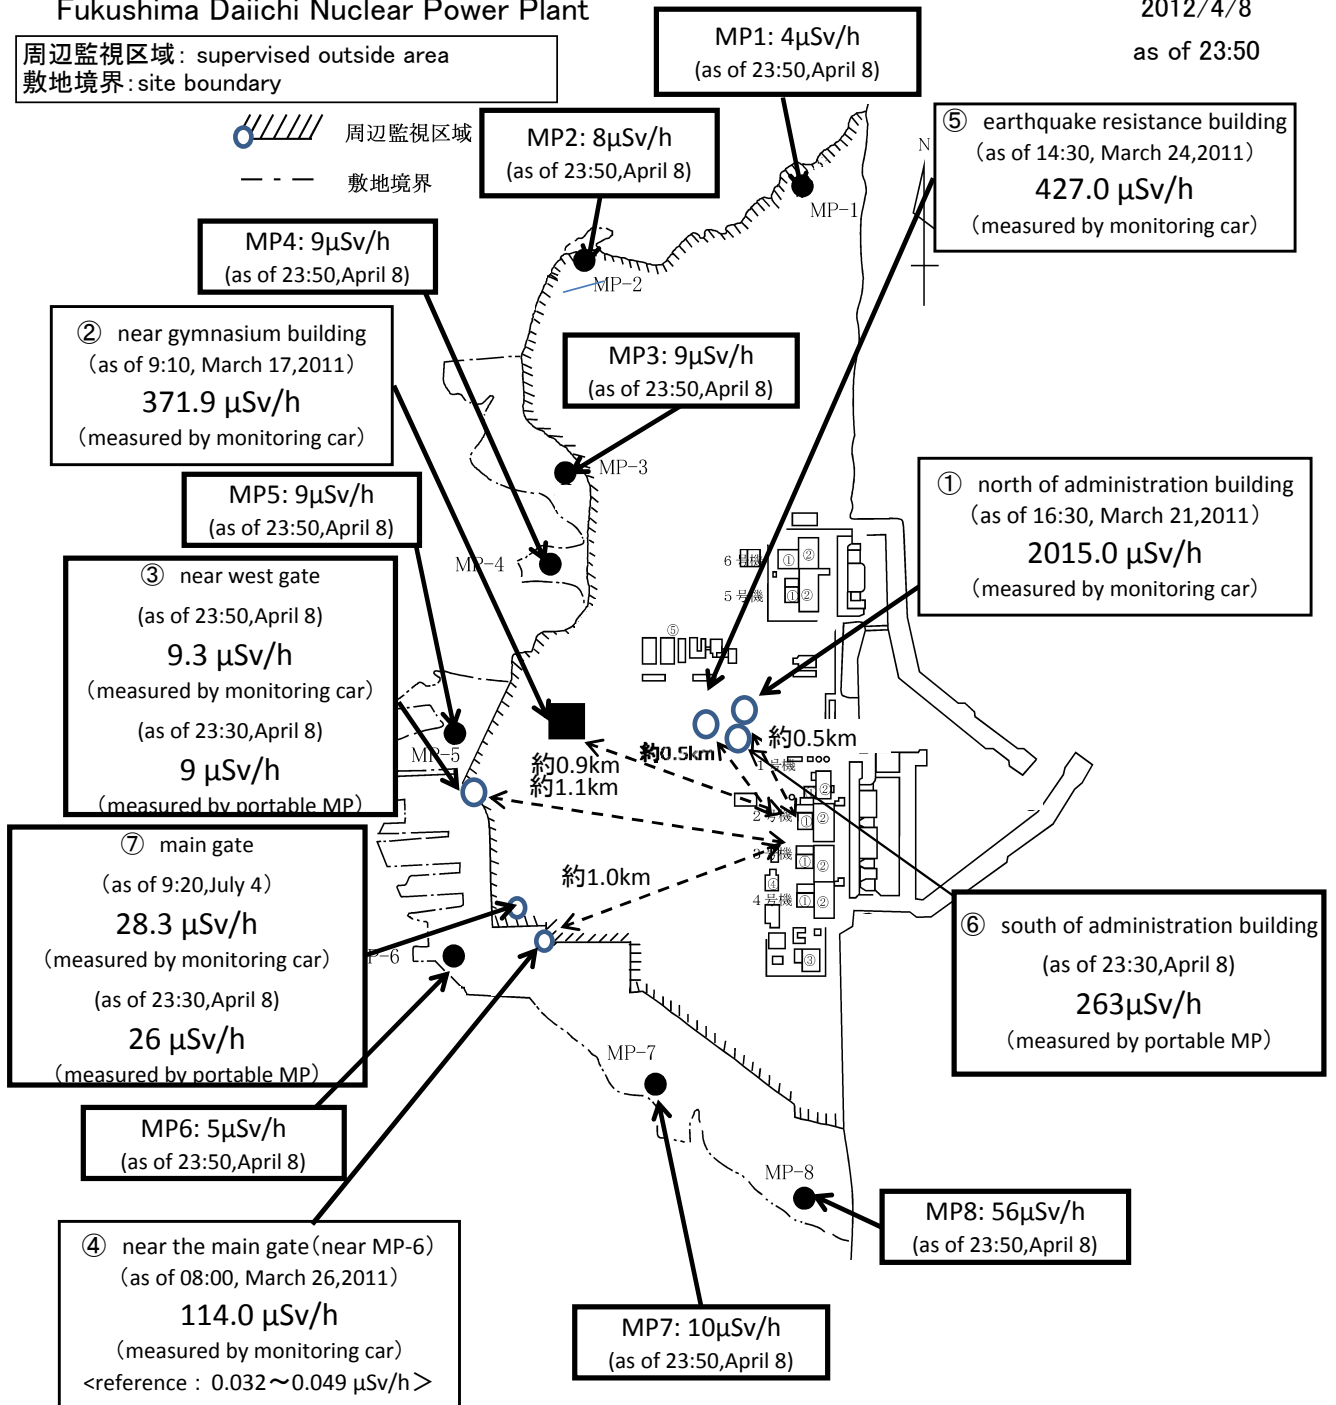 Fukushima Daiichi Nuclear Power Plant
2012/4/8
as of 23:50
周辺監視区域: supervised outside area
敷地境界:site boundary
周辺監視区域
敷地境界
MP1: 4μSv/h
(as of 23:50,April 8)
MP2: 8μSv/h
(as of 23:50,April 8)
⑤ earthquake resistance building
(as of 14:30, March 24,2011)
427.0 μSv/h
(measured by monitoring car)
N
MP-1
MP4: 9μSv/h
(as of 23:50,April 8)
MP-2
② near gymnasium building
(as of 9:10, March 17,2011)
371.9 μSv/h
(measured by monitoring car)
MP3: 9μSv/h
(as of 23:50,April 8)
MP-3
MP5: 9μSv/h
(as of 23:50,April 8)
① north of administration building
(as of 16:30, March 21,2011)
2015.0 μSv/h
(measured by monitoring car)
MP-4
③ near west gate
(as of 23:50,April 8)
9.3 μSv/h
(measured by monitoring car)
(as of 23:30,April 8)
9 μSv/h
(measured by portable MP)
6号機
① ②
5号機
① ②
⑤
MP-5
約0.9km
約1.1km
約0.5km
約0.5km
1号機
②
2号機
① ②
3号機
① ②
④
4号機
① ②
③
約1.0km
⑦ main gate
(as of 9:20,July 4)
28.3 μSv/h
(measured by monitoring car)
(as of 23:30,April 8)
26 μSv/h
(measured by portable MP)
P-6
⑥ south of administration building
(as of 23:30,April 8)
263μSv/h
(measured by portable MP)
MP-7
MP6: 5μSv/h
(as of 23:50,April 8)
MP-8
MP8: 56μSv/h
(as of 23:50,April 8)
④ near the main gate(near MP-6)
(as of 08:00, March 26,2011)
114.0 μSv/h
(measured by monitoring car)
<reference : 0.032～0.049 μSv/h>
MP7: 10μSv/h
(as of 23:50,April 8)